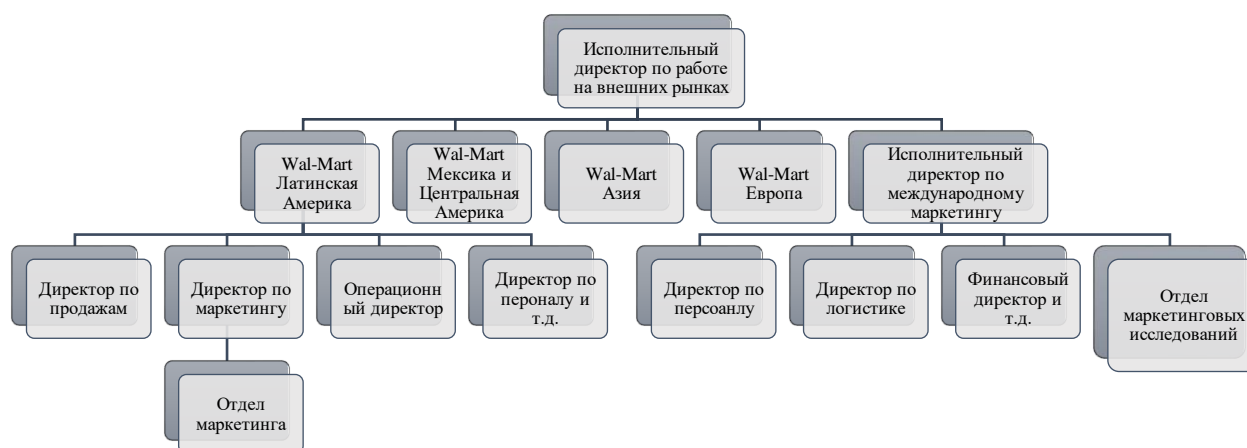 Исполнительный
директор по работе
на внешних рынках
Wal-Mart
Латинская
Америка
Wal-Mart
Мексика и
Центральная
Америка
Wal-Mart
Азия
Wal-Mart
Европа
Исполнительный
директор по
международному
маркетингу
Директор по
продажам
Директор по
маркетингу
Операционн
ый директор
Директор по
пероналу и
т.д.
Директор по
персоанлу
Директор по
логистике
Финансовый
директор и
т.д.
Отдел
маркетинговых
исследований
Отдел
маркетинга